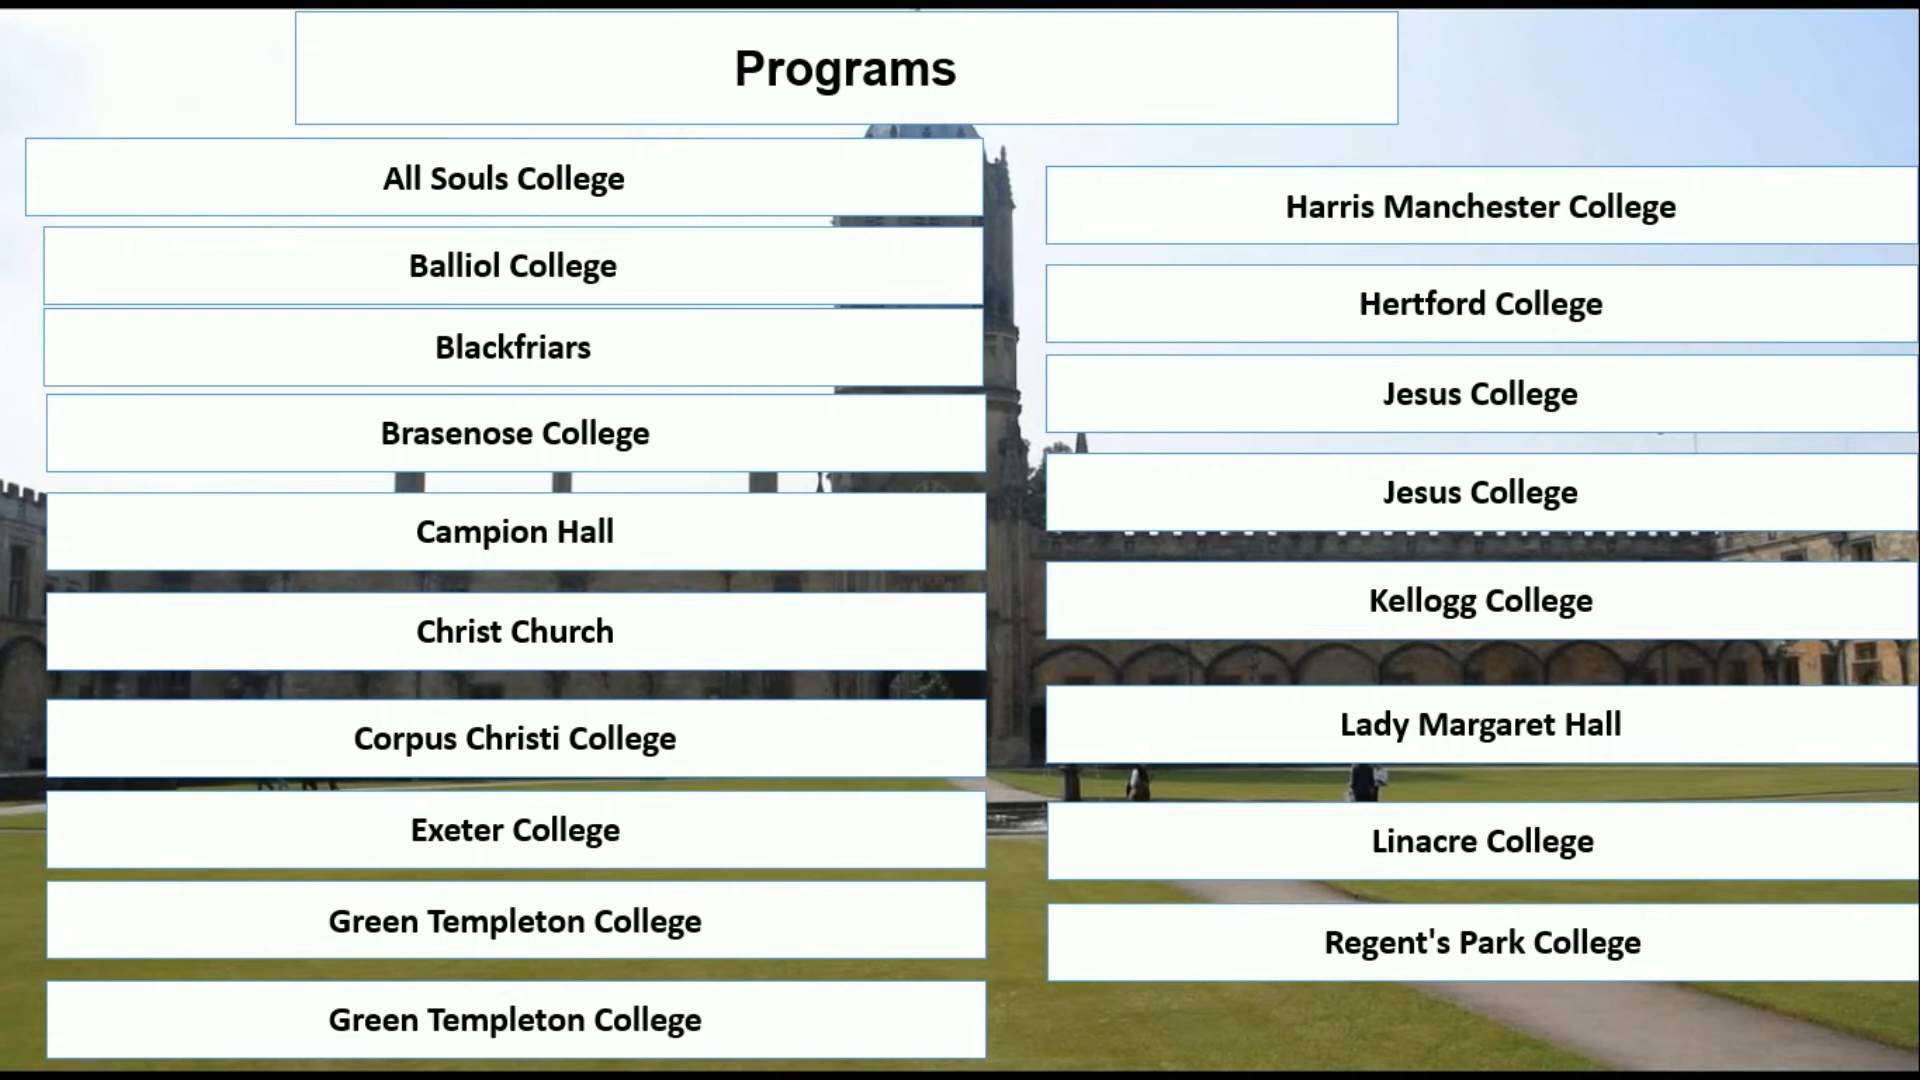 Programs
All Souls College
Balliol College
Blackfriars
Brasenose College
Campion Hall
Christ Church
Corpus Christi College
Exeter College
Green Templeton College
Green Templeton College
Harris Manchester College
Hertford College
Jesus College
Jesus College
Kellogg College
Lady Margaret Hall
Linacre College
Regent's Park College